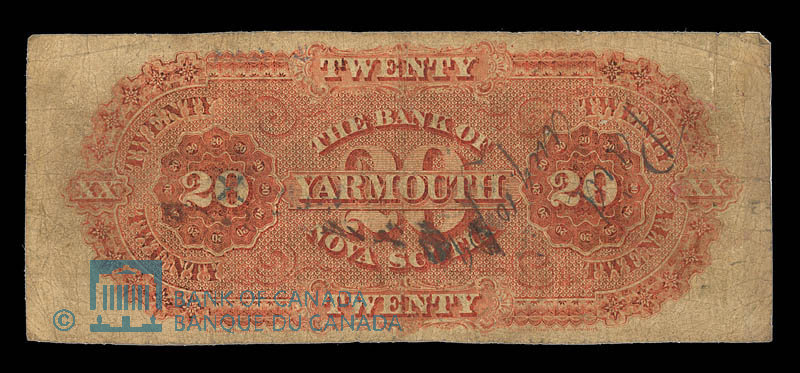 TWENTY
THE BANK OF
TWENTY TWENTY
20 20 20
XX YARMOUTH XX
NOVA SCOTIA
TWENTY TWENTY
TWENTY
© BANK OF CANADA
BANQUE DU CANADA